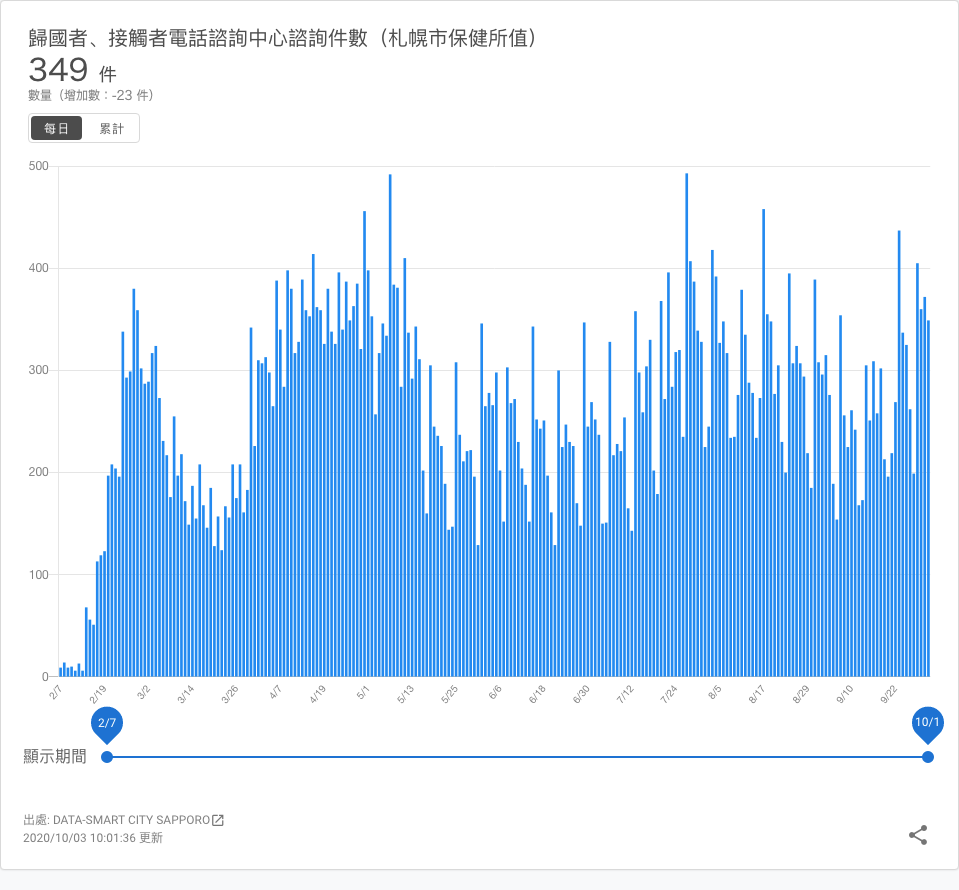 歸國者、接觸者電話諮詢中心諮詢件數（札幌市保健所值）
349 件
數量（增加數：-23 件）
每日 累計
500
400
300
200
100
0
2/7 2/19 3/2 3/14 3/26 4/7 4/19 5/1 5/13 5/25 6/6 6/18 6/30 7/12 7/24 8/5 8/17 8/29 9/10 9/22
2/7 10/1
顯示期間
出處: DATA-SMART CITY SAPPORO
2020/10/03 10:01:36 更新